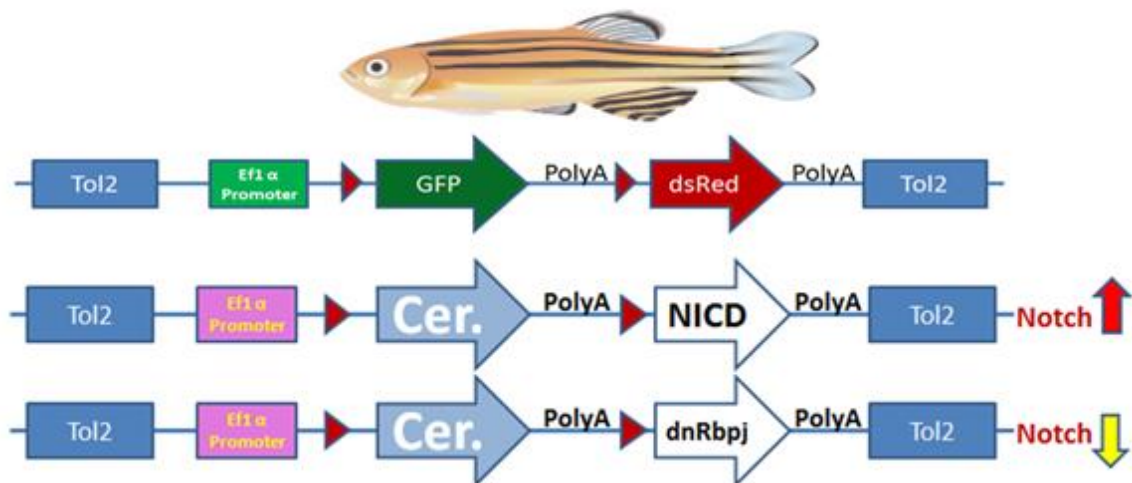 Tol2 Ef1 α Promoter GFP PolyA dsRed PolyA Tol2
Tol2 Ef1 α Promoter Cer. PolyA NICD PolyA Tol2 Notch
Tol2 Ef1 α Promoter Cer. PolyA dnRbpj PolyA Tol2 Notch